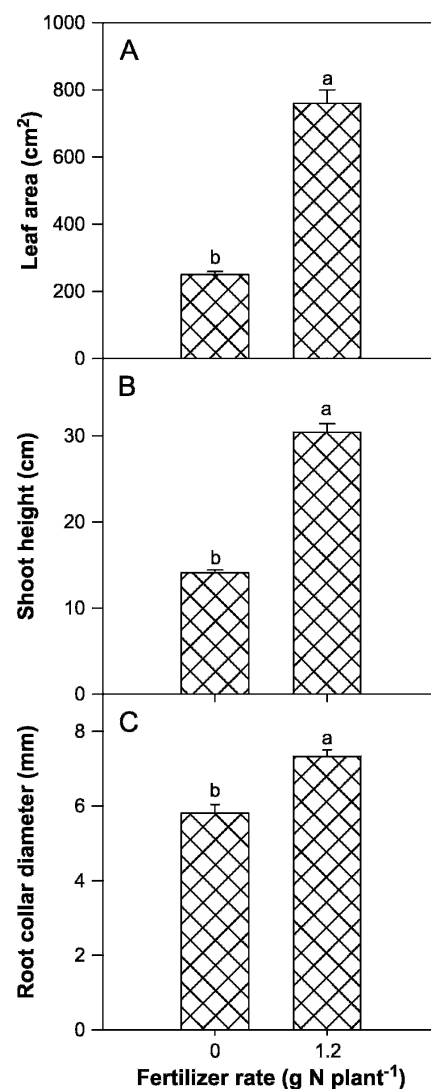 A
Leaf area (cm²)
1000
800
600
400
200
0
b
a
B
Shoot height (cm)
30
20
10
0
b
a
C
Root collar diameter (mm)
8
6
4
2
0
b
a
0
1.2
Fertilizer rate (g N plant⁻¹)